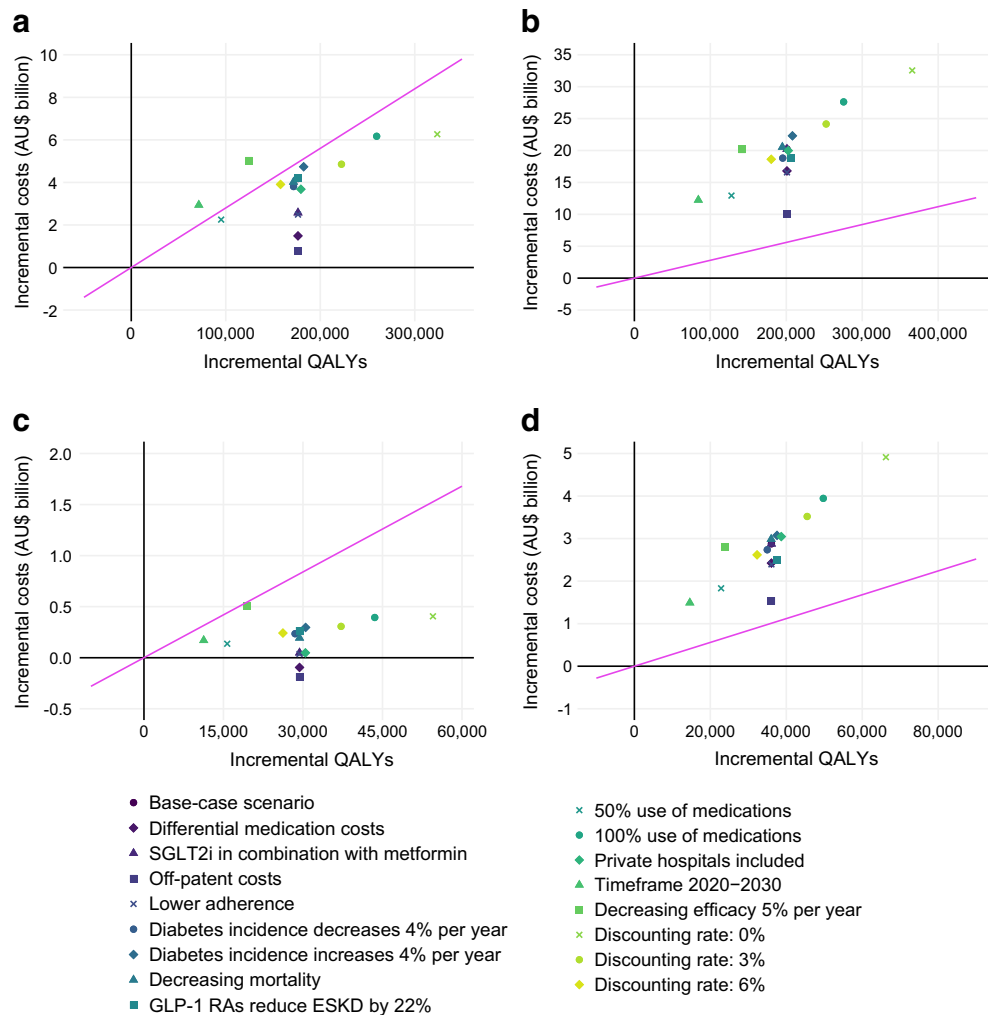 a
Incremental costs (AU$ billion)
10
8
6
4
2
0
-2
0
100,000
200,000
300,000
Incremental QALYs
b
Incremental costs (AU$ billion)
35
30
25
20
15
10
5
0
-5
0
100,000
200,000
300,000
400,000
Incremental QALYs
c
Incremental costs (AU$ billion)
2.0
1.5
1.0
0.5
0.0
-0.5
0
15,000
30,000
45,000
60,000
Incremental QALYs
d
Incremental costs (AU$ billion)
5
4
3
2
1
0
-1
0
20,000
40,000
60,000
80,000
Incremental QALYs
Base-case scenario
Differential medication costs
SGLT2i in combination with metformin
Off-patent costs
Lower adherence
Diabetes incidence decreases 4% per year
Diabetes incidence increases 4% per year
Decreasing mortality
GLP-1 RAs reduce ESKD by 22%
50% use of medications
100% use of medications
Private hospitals included
Timeframe 2020−2030
Decreasing efficacy 5% per year
Discounting rate: 0%
Discounting rate: 3%
Discounting rate: 6%